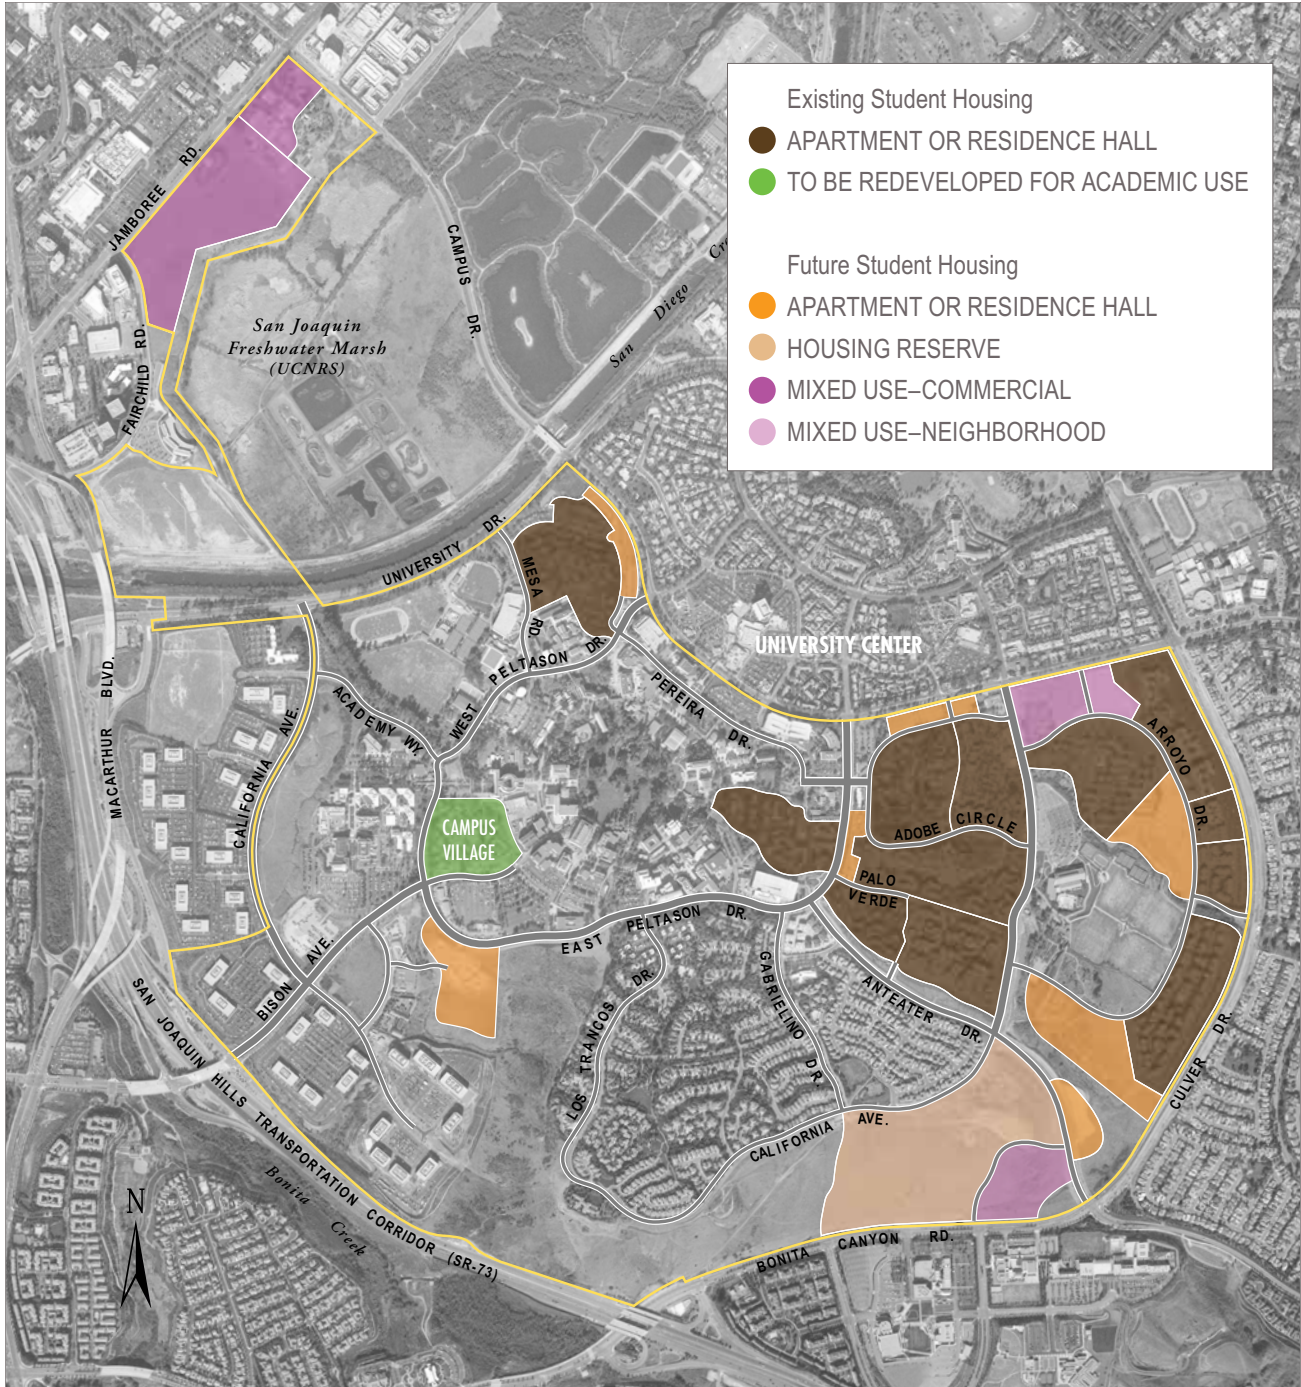 Existing Student Housing
APARTMENT OR RESIDENCE HALL
TO BE REDEVELOPED FOR ACADEMIC USE
Future Student Housing
APARTMENT OR RESIDENCE HALL
HOUSING RESERVE
MIXED USE–COMMERCIAL
MIXED USE–NEIGHBORHOOD
JAMBOREE RD.
CAMPUS DR.
San Diego
San Joaquin
Freshwater Marsh
(UCNRS)
FAIRCHILD RD.
UNIVERSITY DR.
MESA RD.
WEST PELTASON DR.
UNIVERSITY CENTER
PEREIRA DR.
ACADEMY WY.
MACARTHUR BLVD.
CALIFORNIA AVE.
ARROYO DR.
CAMPUS
VILLAGE
ADOBE CIRCLE
PALO
VERDE
EAST PELTASON DR.
BISON AVE.
LOS TRANCOS DR.
GABRIELINO DR.
ANTEATER DR.
CULVER DR.
CALIFORNIA AVE.
SAN JOAQUIN HILLS TRANSPORTATION CORRIDOR (SR-73)
Bonita Creek
BONITA CANYON RD.
N